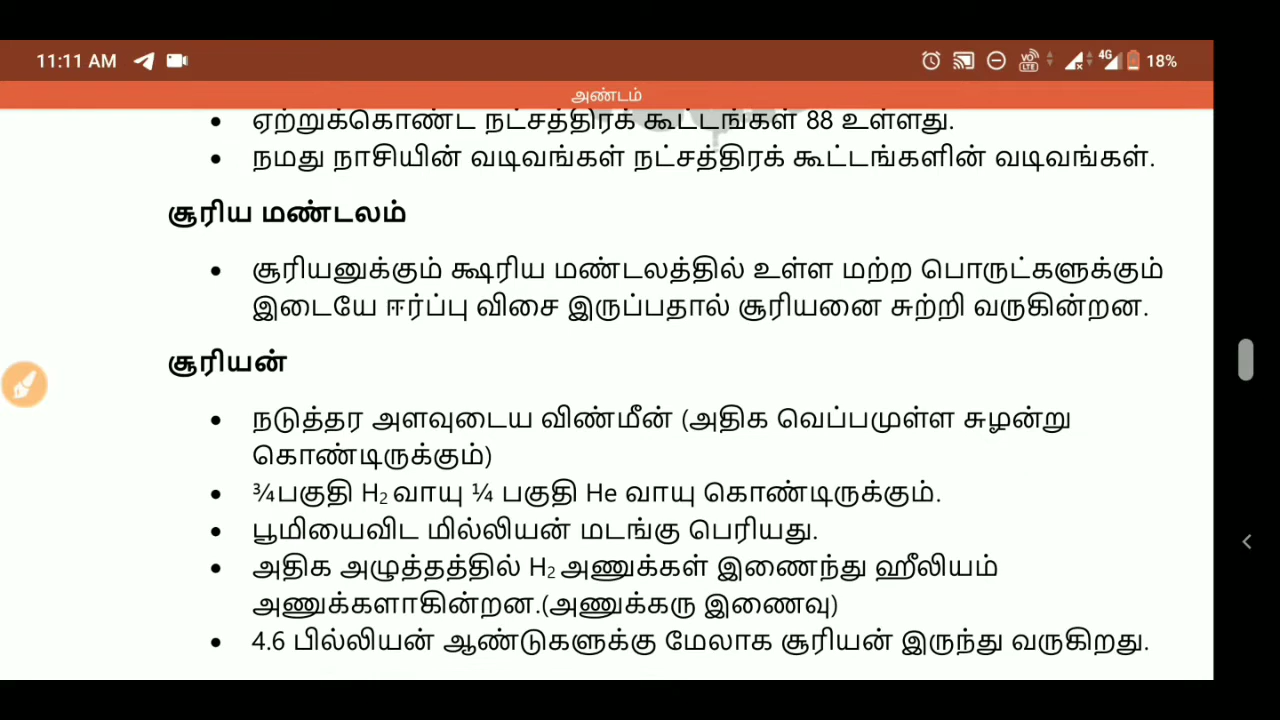 11:11 AM
VO LTE 4G 18%
அண்டம்
• ஏற்றுக்கொண்ட நட்சத்திரக் கூட்டங்கள் 88 உள்ளது.
• நமது நாசியின் வடிவங்கள் நட்சத்திரக் கூட்டங்களின் வடிவங்கள்.
சூரிய மண்டலம்
• சூரியனுக்கும் க்ஷரிய மண்டலத்தில் உள்ள மற்ற பொருட்களுக்கும்
இடையே ஈர்ப்பு விசை இருப்பதால் சூரியனை சுற்றி வருகின்றன.
சூரியன்
• நடுத்தர அளவுடைய விண்மீன் (அதிக வெப்பமுள்ள சுழன்று
கொண்டிருக்கும்)
• ¾பகுதி H₂ வாயு ¼ பகுதி He வாயு கொண்டிருக்கும்.
• பூமியைவிட மில்லியன் மடங்கு பெரியது.
• அதிக அழுத்தத்தில் H₂ அணுக்கள் இணைந்து ஹீலியம்
அணுக்களாகின்றன.(அணுக்கரு இணைவு)
• 4.6 பில்லியன் ஆண்டுகளுக்கு மேலாக சூரியன் இருந்து வருகிறது.